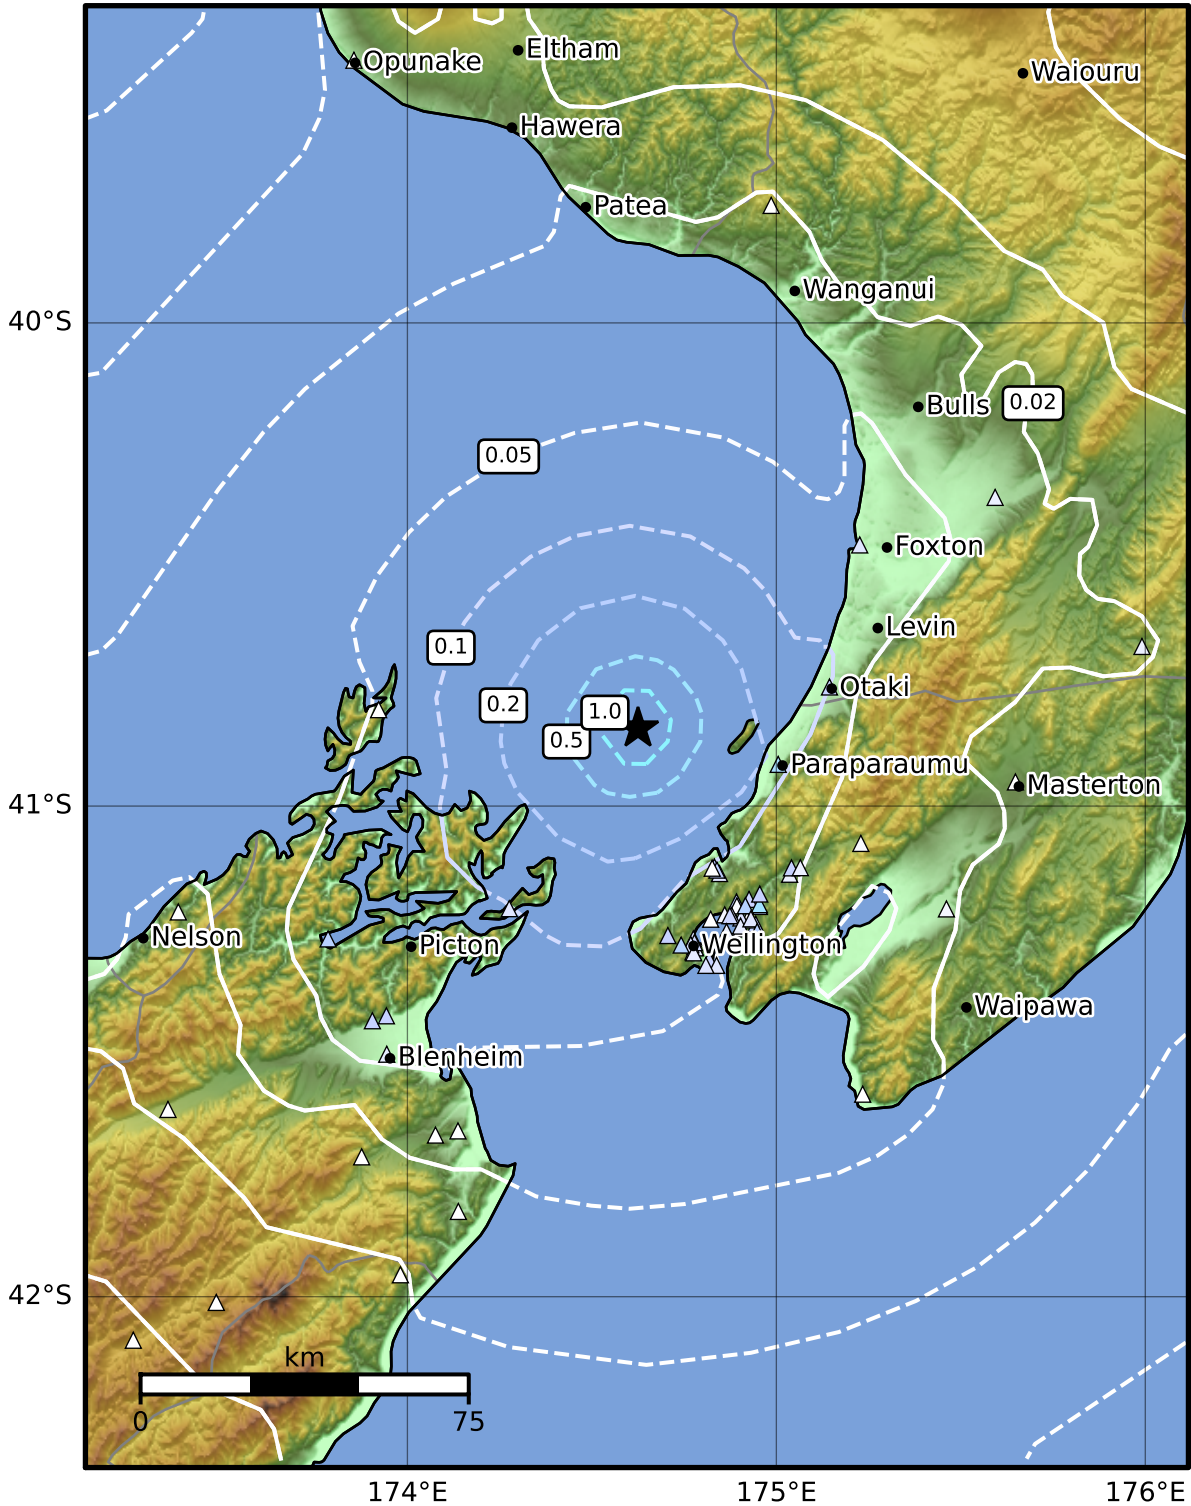 Eltham
Opunake
Waiouru
Hawera
Patea
Wanganui
40°S
Bulls
0.02
0.05
Foxton
Levin
0.1
Otaki
0.2
1.0
0.5
Paraparaumu
Masterton
41°S
Nelson
Picton
Wellington
Waipawa
Blenheim
42°S
km
0
75
174°E
175°E
176°E